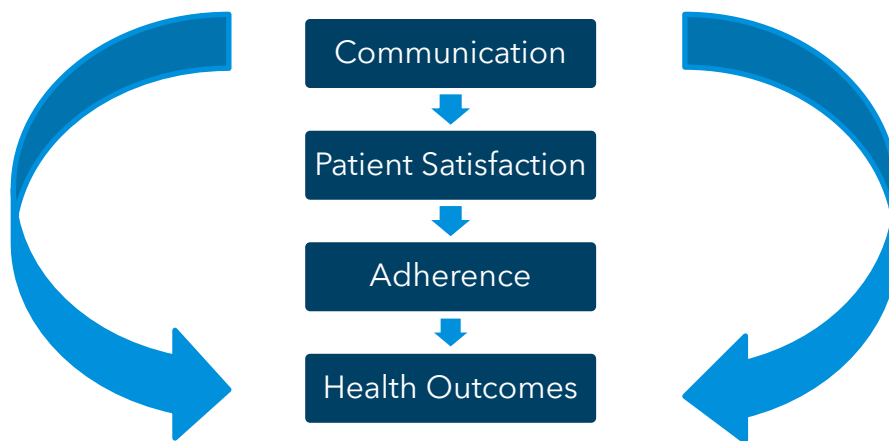 Communication
Patient Satisfaction
Adherence
Health Outcomes